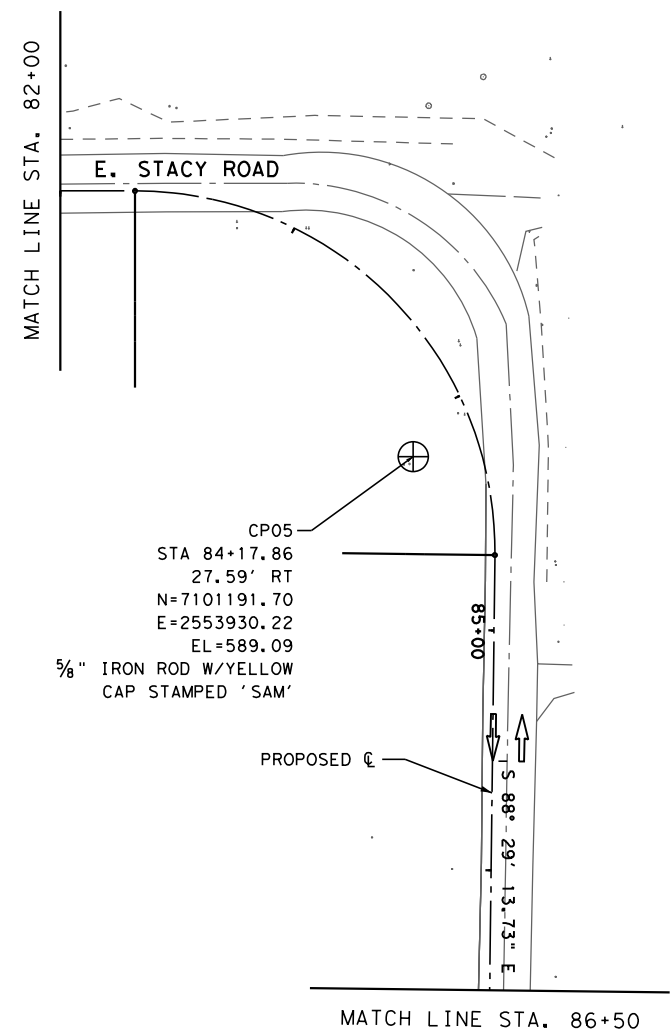 MATCH LINE STA. 82+00
E. STACY ROAD
CP05
STA 84+17.86
27.59' RT
N=7101191.70
E=2553930.22
EL=589.09
⅝" IRON ROD W/YELLOW
CAP STAMPED 'SAM'
85+00
PROPOSED ℄
S 88° 29' 13.73" E
MATCH LINE STA. 86+50